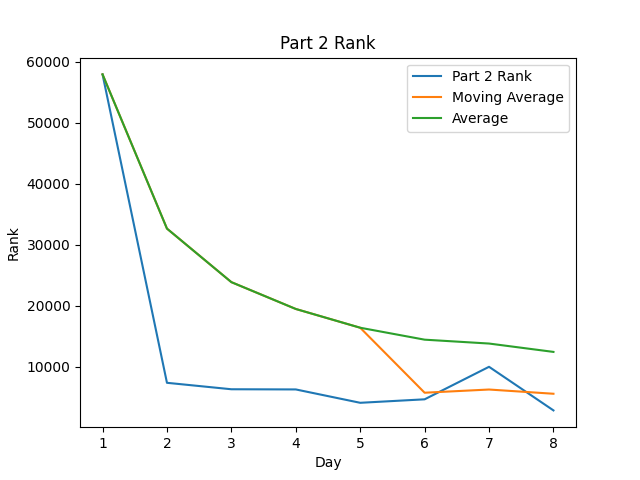 Part 2 Rank
60000
50000
40000
30000
20000
10000
Rank
Part 2 Rank
Moving Average
Average
1 2 3 4 5 6 7 8
Day